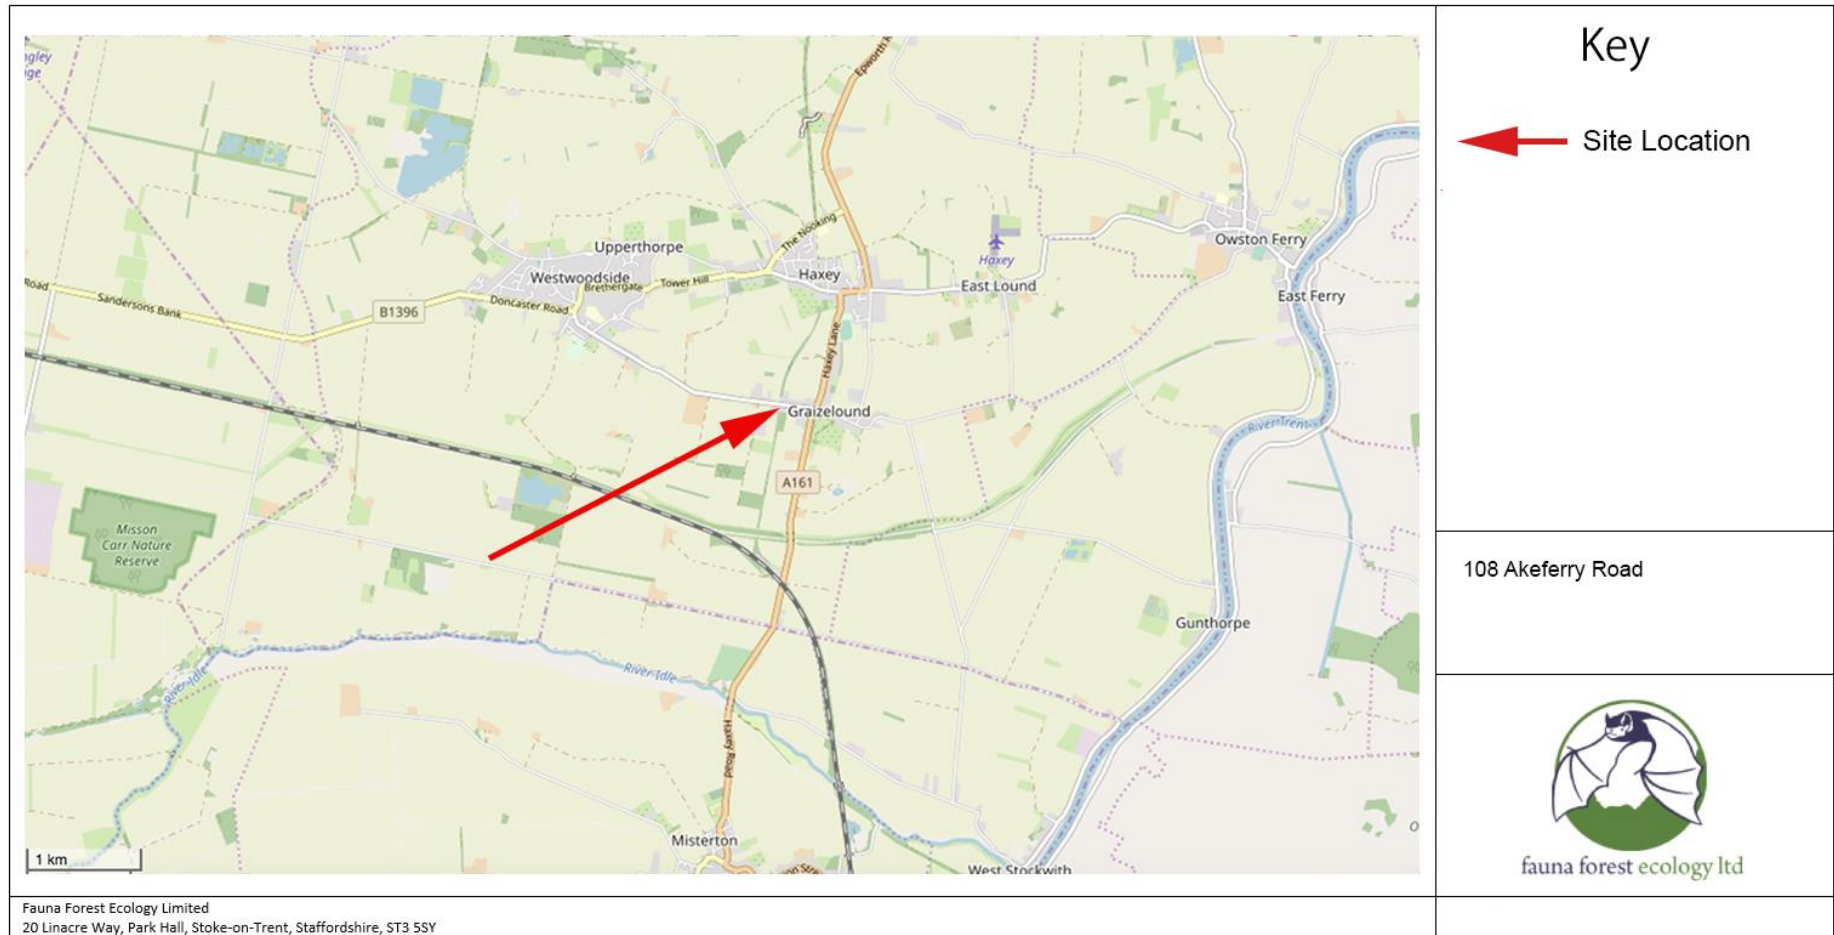 ngley
nge
Epworth R
The Nooking
Upperthorpe
Haxey
Owston Ferry
Westwoodside
Haxey
Brethergate
Tower Hill
East Lound
East Ferry
Road
Sandersons Bank
Doncaster Road
B1396
Haxey Lane
Graizelound
River Trent
A161
Misson
Carr Nature
Reserve
Gunthorpe
River Idle
River Idle
Haxey Road
Misterton
West Stockwith
1 km
Key
Site Location
108 Akeferry Road
fauna forest ecology ltd
Fauna Forest Ecology Limited
20 Linacre Way, Park Hall, Stoke-on-Trent, Staffordshire, ST3 5SY